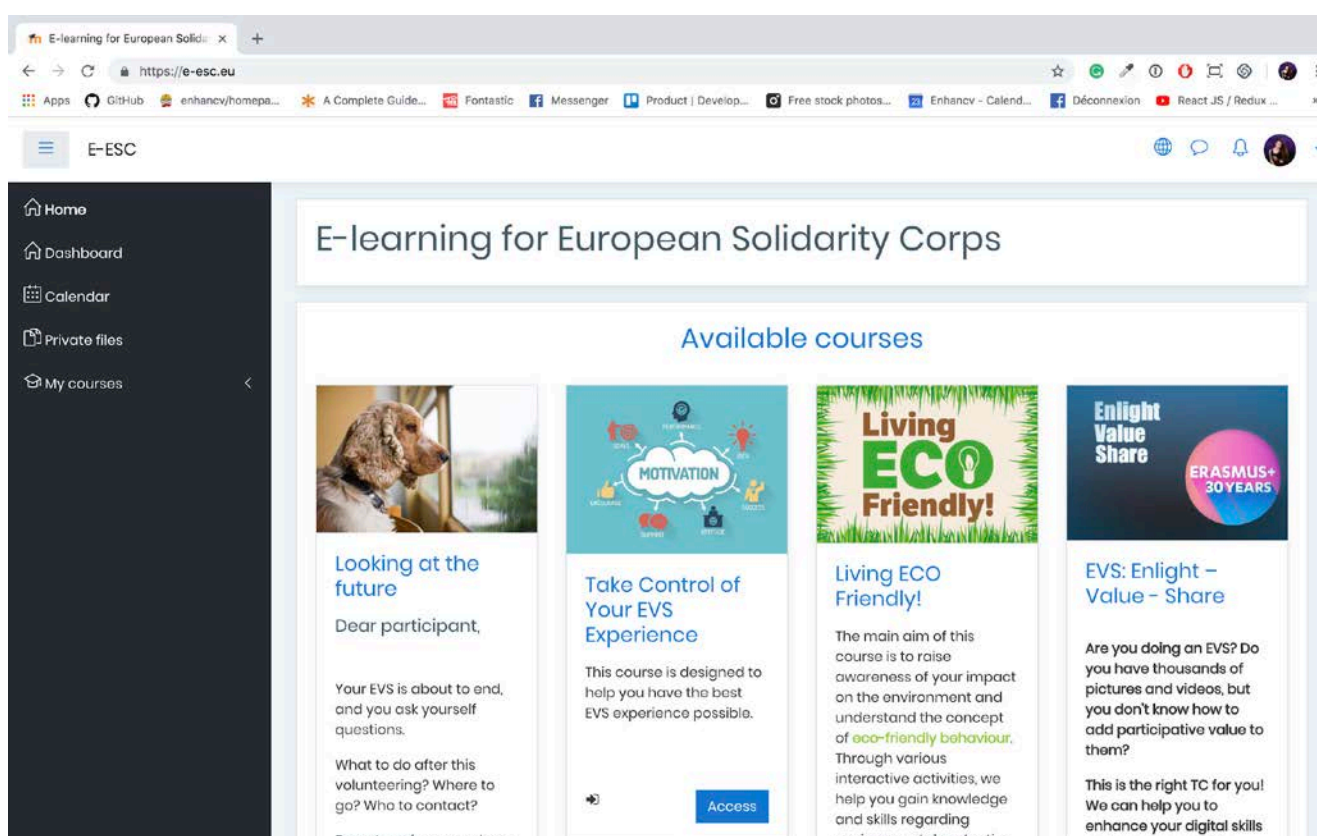 E-learning for European Solida
https://e-esc.eu
Apps
GitHub
enhancv/homepa...
A Complete Guide...
Fontastic
Messenger
Product | Develop...
Free stock photos...
Enhancv - Calend...
Déconnexion
React JS / Redux ...
E-ESC
Home
Dashboard
Calendar
Private files
My courses
E-learning for European Solidarity Corps
Available courses
Looking at the
future
Dear participant,
Your EVS is about to end,
and you ask yourself
questions.
What to do after this
volunteering? Where to
go? Who to contact?
PERFORMANCE
GOALS
IDEA
MOTIVATION
SUCCESS
SUPPORT
Take Control of
Your EVS
Experience
This course is designed to
help you have the best
EVS experience possible.
Access
Living
ECO
Friendly!
Living ECO
Friendly!
The main aim of this
course is to raise
awareness of your impact
on the environment and
understand the concept
of eco-friendly behaviour.
Through various
interactive activities, we
help you gain knowledge
and skills regarding
Enlight
Value
Share
ERASMUS+
30 YEARS
EVS: Enlight –
Value - Share
Are you doing an EVS? Do
you have thousands of
pictures and videos, but
you don't know how to
add participative value to
them?
This is the right TC for you!
We can help you to
enhance your digital skills